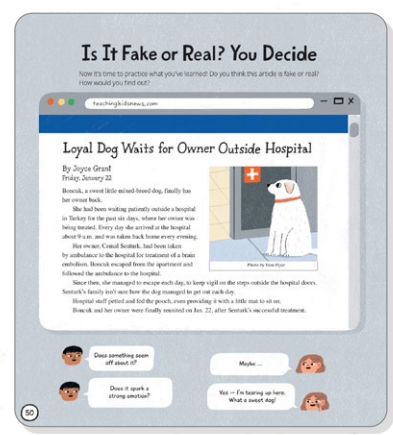 Is It Fake or Real? You Decide
Now it's time to practice what you've learned! Do you think this article is fake or real?
How would you find out?
teachingkidsnews.com
Loyal Dog Waits for Owner Outside Hospital
By Joyce Grant
Friday, January 22
Boncuk, a sweet little mixed-breed dog, finally has
her owner back.
She had been waiting patiently outside a hospital
in Turkey for the past six days, where her owner was
being treated. Every day she arrived at the hospital
about 9 a.m. and was taken back home every evening.
Her owner, Cemal Senturk, had been taken
by ambulance to the hospital for treatment of a brain
embolism. Boncuk escaped from the apartment and
followed the ambulance to the hospital.
Photo by
Since then, she managed to escape each day, to keep vigil on the steps outside the hospital doors.
Senturk's family isn't sure how the dog managed to get out each day.
Hospital staff petted and fed the pooch, even providing it with a little mat to sit on.
Boncuk and her owner were finally reunited on Jan. 22, after Senturk's successful treatment.
Does something seem
off about it?
Maybe ...
Does it spark a
strong emotion?
Yes — I'm tearing up here.
What a sweet dog!
50